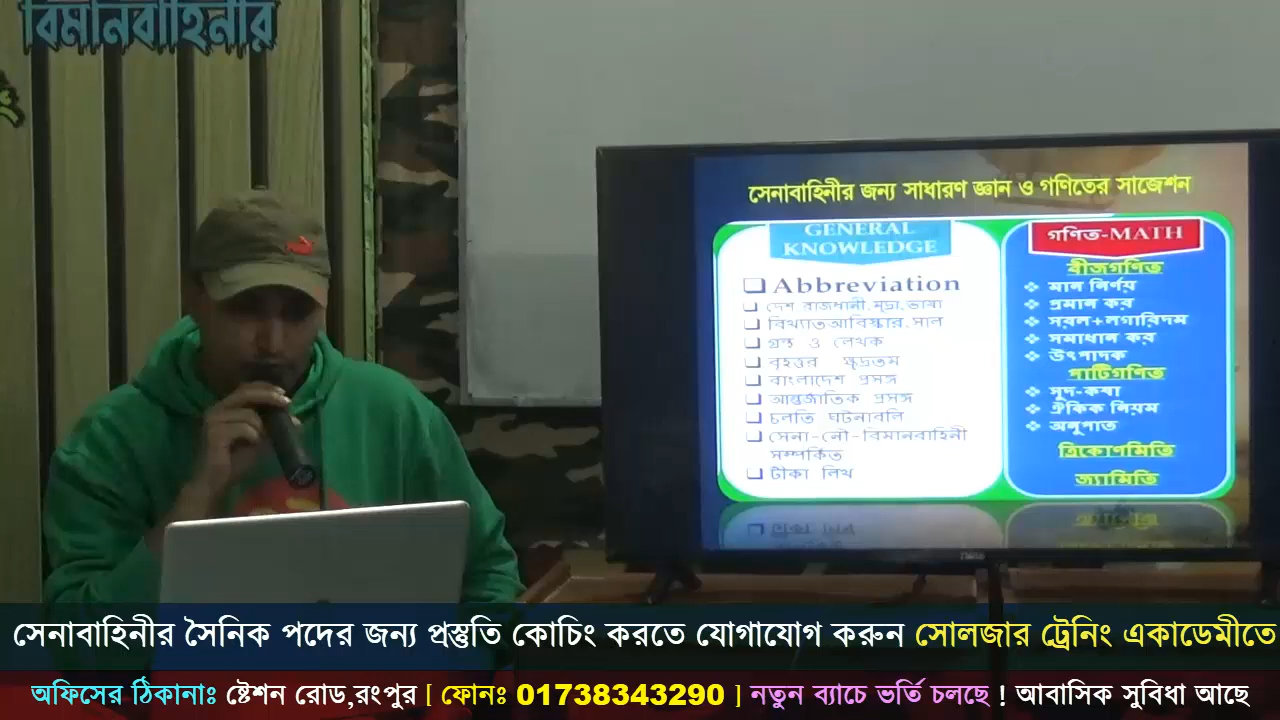 বিমানবাহিনীর
সেনাবাহিনীর জন্য সাধারণ জ্ঞান ও গণিতের সাজেশন
GENERAL
KNOWLEDGE
❑ Abbreviation
❑ দেশ রাজধানী,মুদ্রা,ভাষা
❑ বিখ্যাতআবিস্কার,সাল
❑ গ্রন্থ ও লেখক
❑ বৃহত্তর ক্ষুদ্রতম
❑ বাংলাদেশ প্রসঙ্গ
❑ আন্তর্জাতিক প্রসঙ্গ
❑ চলতি ঘটনাবলি
❑ সেনা-নৌ-বিমানবাহিনী
সম্পর্কিত
❑ টীকা লিখ
গণিত-MATH
বীজগণিত
❖ মান নির্ণয়
❖ প্রমান কর
❖ সরল+লগারিদম
❖ সমাধান কর
❖ উৎপাদক
পাটিগণিত
❖ সুদ-কষা
❖ ঐকিক নিয়ম
❖ অনুপাত
ত্রিকোণমিতি
জ্যামিতি
সেনাবাহিনীর সৈনিক পদের জন্য প্রস্তুতি কোচিং করতে যোগাযোগ করুন সোলজার ট্রেনিং একাডেমীতে
অফিসের ঠিকানাঃ ষ্টেশন রোড,রংপুর [ ফোনঃ 01738343290 ] নতুন ব্যাচে ভর্তি চলছে ! আবাসিক সুবিধা আছে